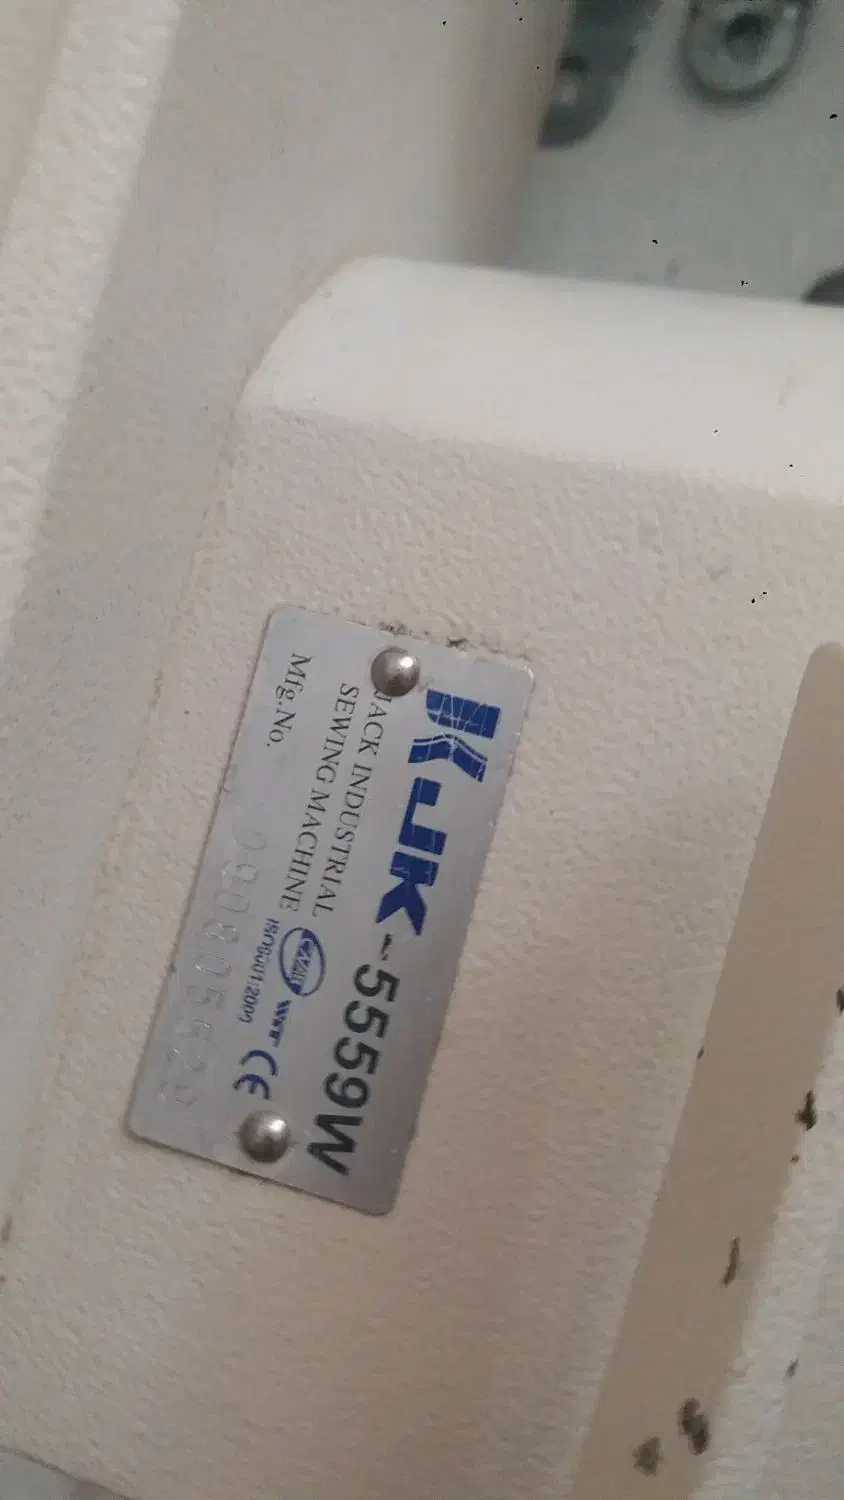 JK-5559W
JACK INDUSTRIAL
SEWING MACHINE
ISO9001:2000
CE
Mfg.No.